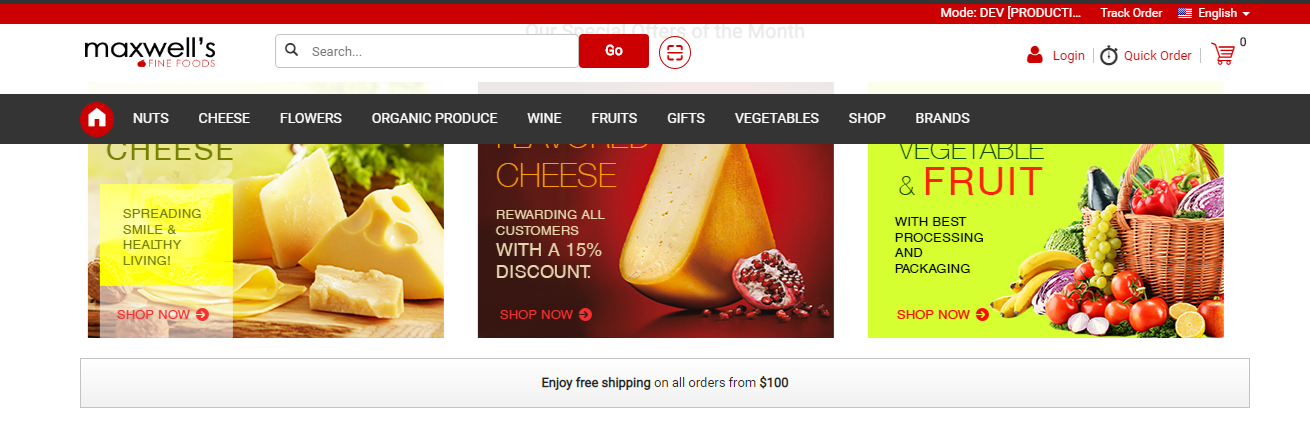 Mode: DEV [PRODUCTI... Track Order English
Our Special Offers of the Month
maxwell's
FINE FOODS
Search...
Go
Login Quick Order 0
NUTS CHEESE FLOWERS ORGANIC PRODUCE WINE FRUITS GIFTS VEGETABLES SHOP BRANDS
CHEESE
SPREADING
SMILE &
HEALTHY
LIVING!
SHOP NOW
FLAVORED
CHEESE
REWARDING ALL
CUSTOMERS
WITH A 15%
DISCOUNT.
SHOP NOW
VEGETABLE
& FRUIT
WITH BEST
PROCESSING
AND
PACKAGING
SHOP NOW
Enjoy free shipping on all orders from $100